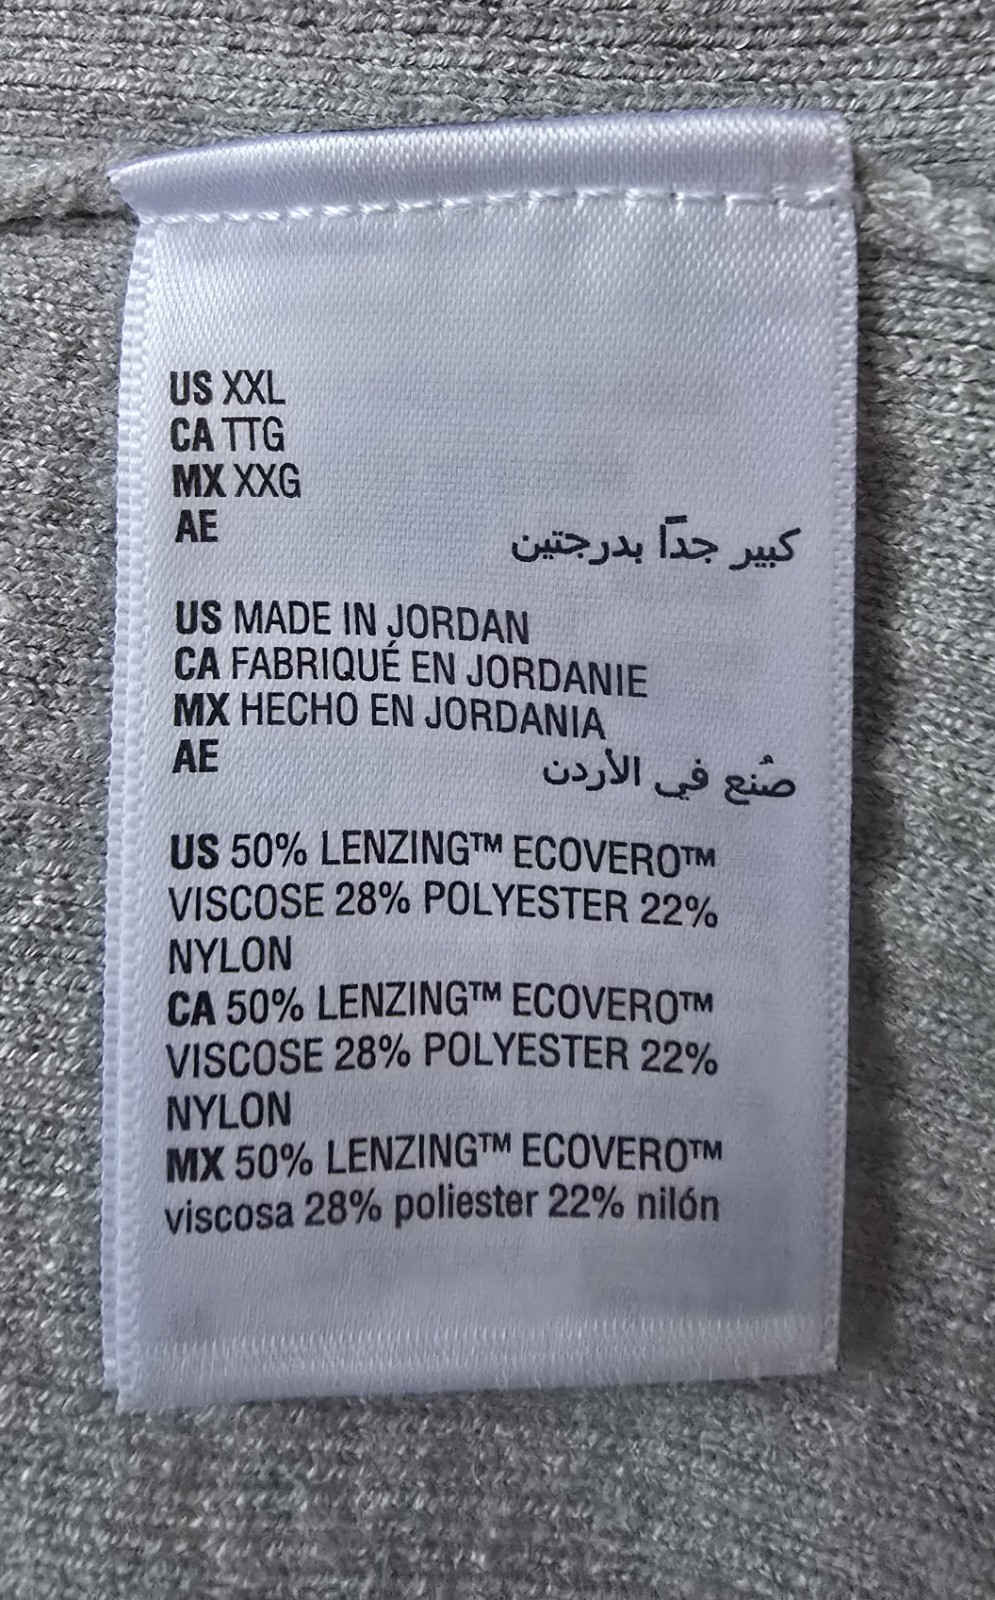 US XXL
CA TTG
MX XXG
AE
كبير جداً بدرجتين
US MADE IN JORDAN
CA FABRIQUÉ EN JORDANIE
MX HECHO EN JORDANIA
AE
صُنع في الأردن
US 50% LENZING™ ECOVERO™
VISCOSE 28% POLYESTER 22%
NYLON
CA 50% LENZING™ ECOVERO™
VISCOSE 28% POLYESTER 22%
NYLON
MX 50% LENZING™ ECOVERO™
viscosa 28% poliester 22% nilón